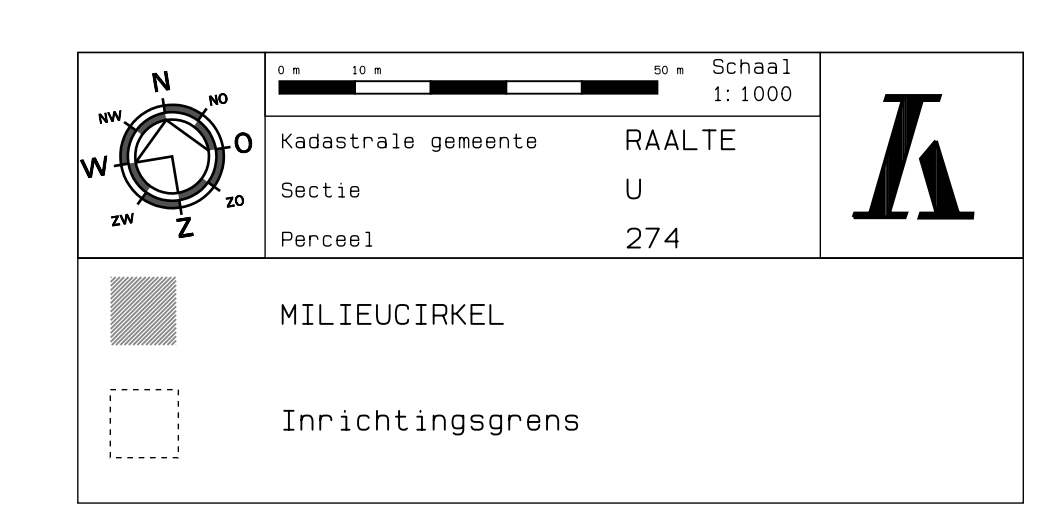 N
NO
O
ZO
Z
ZW
W
NW
0 m 10 m 50 m
Schaal
1: 1000
Kadastrale gemeente RAALTE
Sectie U
Perceel 274
MILIEUCIRKEL
Inrichtingsgrens